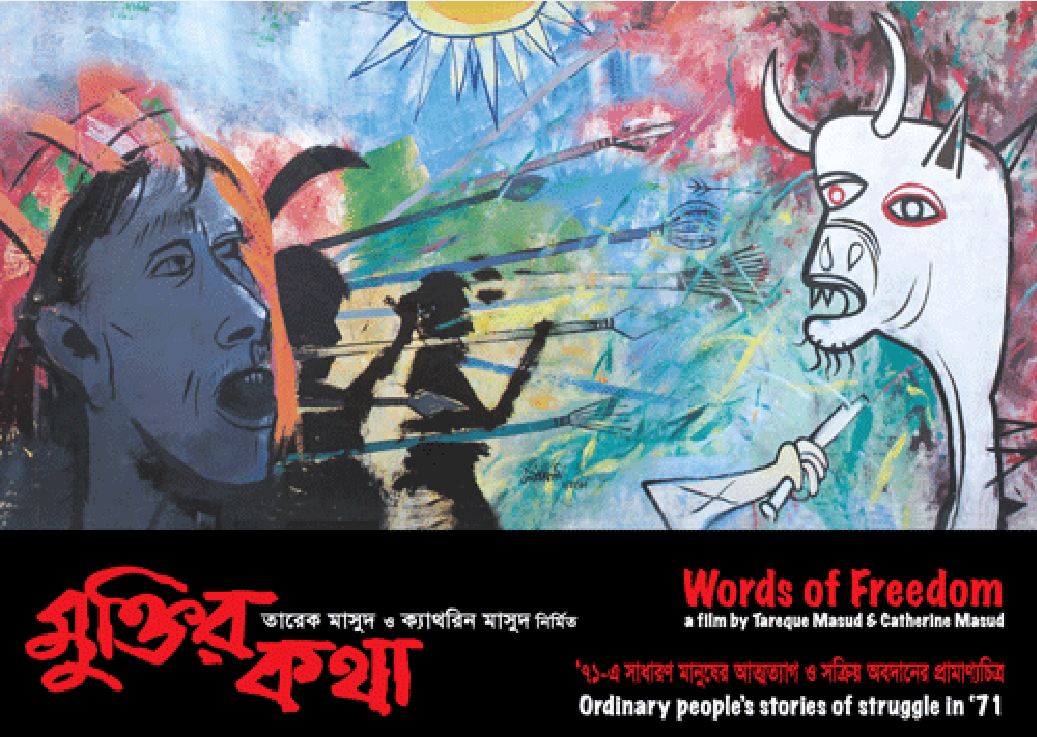 মুক্তির
কথা
তারেক মাসুদ ও ক্যাথরিন মাসুদ নির্মিত
Words of Freedom
a film by Tareque Masud & Catherine Masud
'৭১-এ সাধারণ মানুষের আত্মত্যাগ ও সক্রিয় অবদানের প্রামাণ্যচিত্র
Ordinary people's stories of struggle in '71